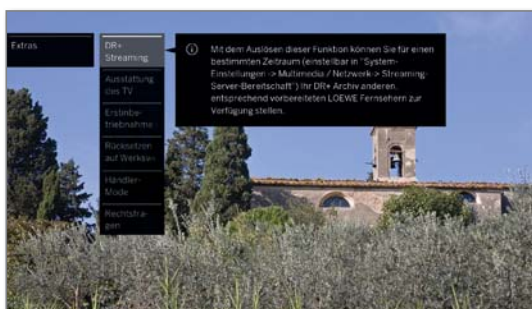 Extras
DR+
Streaming
Ausstattung
des TV
Erstinbe-
triebnahme
Rücksetzen
auf Werksei-
Händler-
Mode
Rechtsfra-
gen
Mit dem Auslösen dieser Funktion können Sie für einen
bestimmten Zeitraum (einstellbar in "System-
Einstellungen -> Multimedia / Netzwerk-> Streaming-
Server-Bereitschaft") Ihr DR+ Archiv anderen,
entsprechend vorbereiteten LOEWE Fernsehern zur
Verfügung stellen.